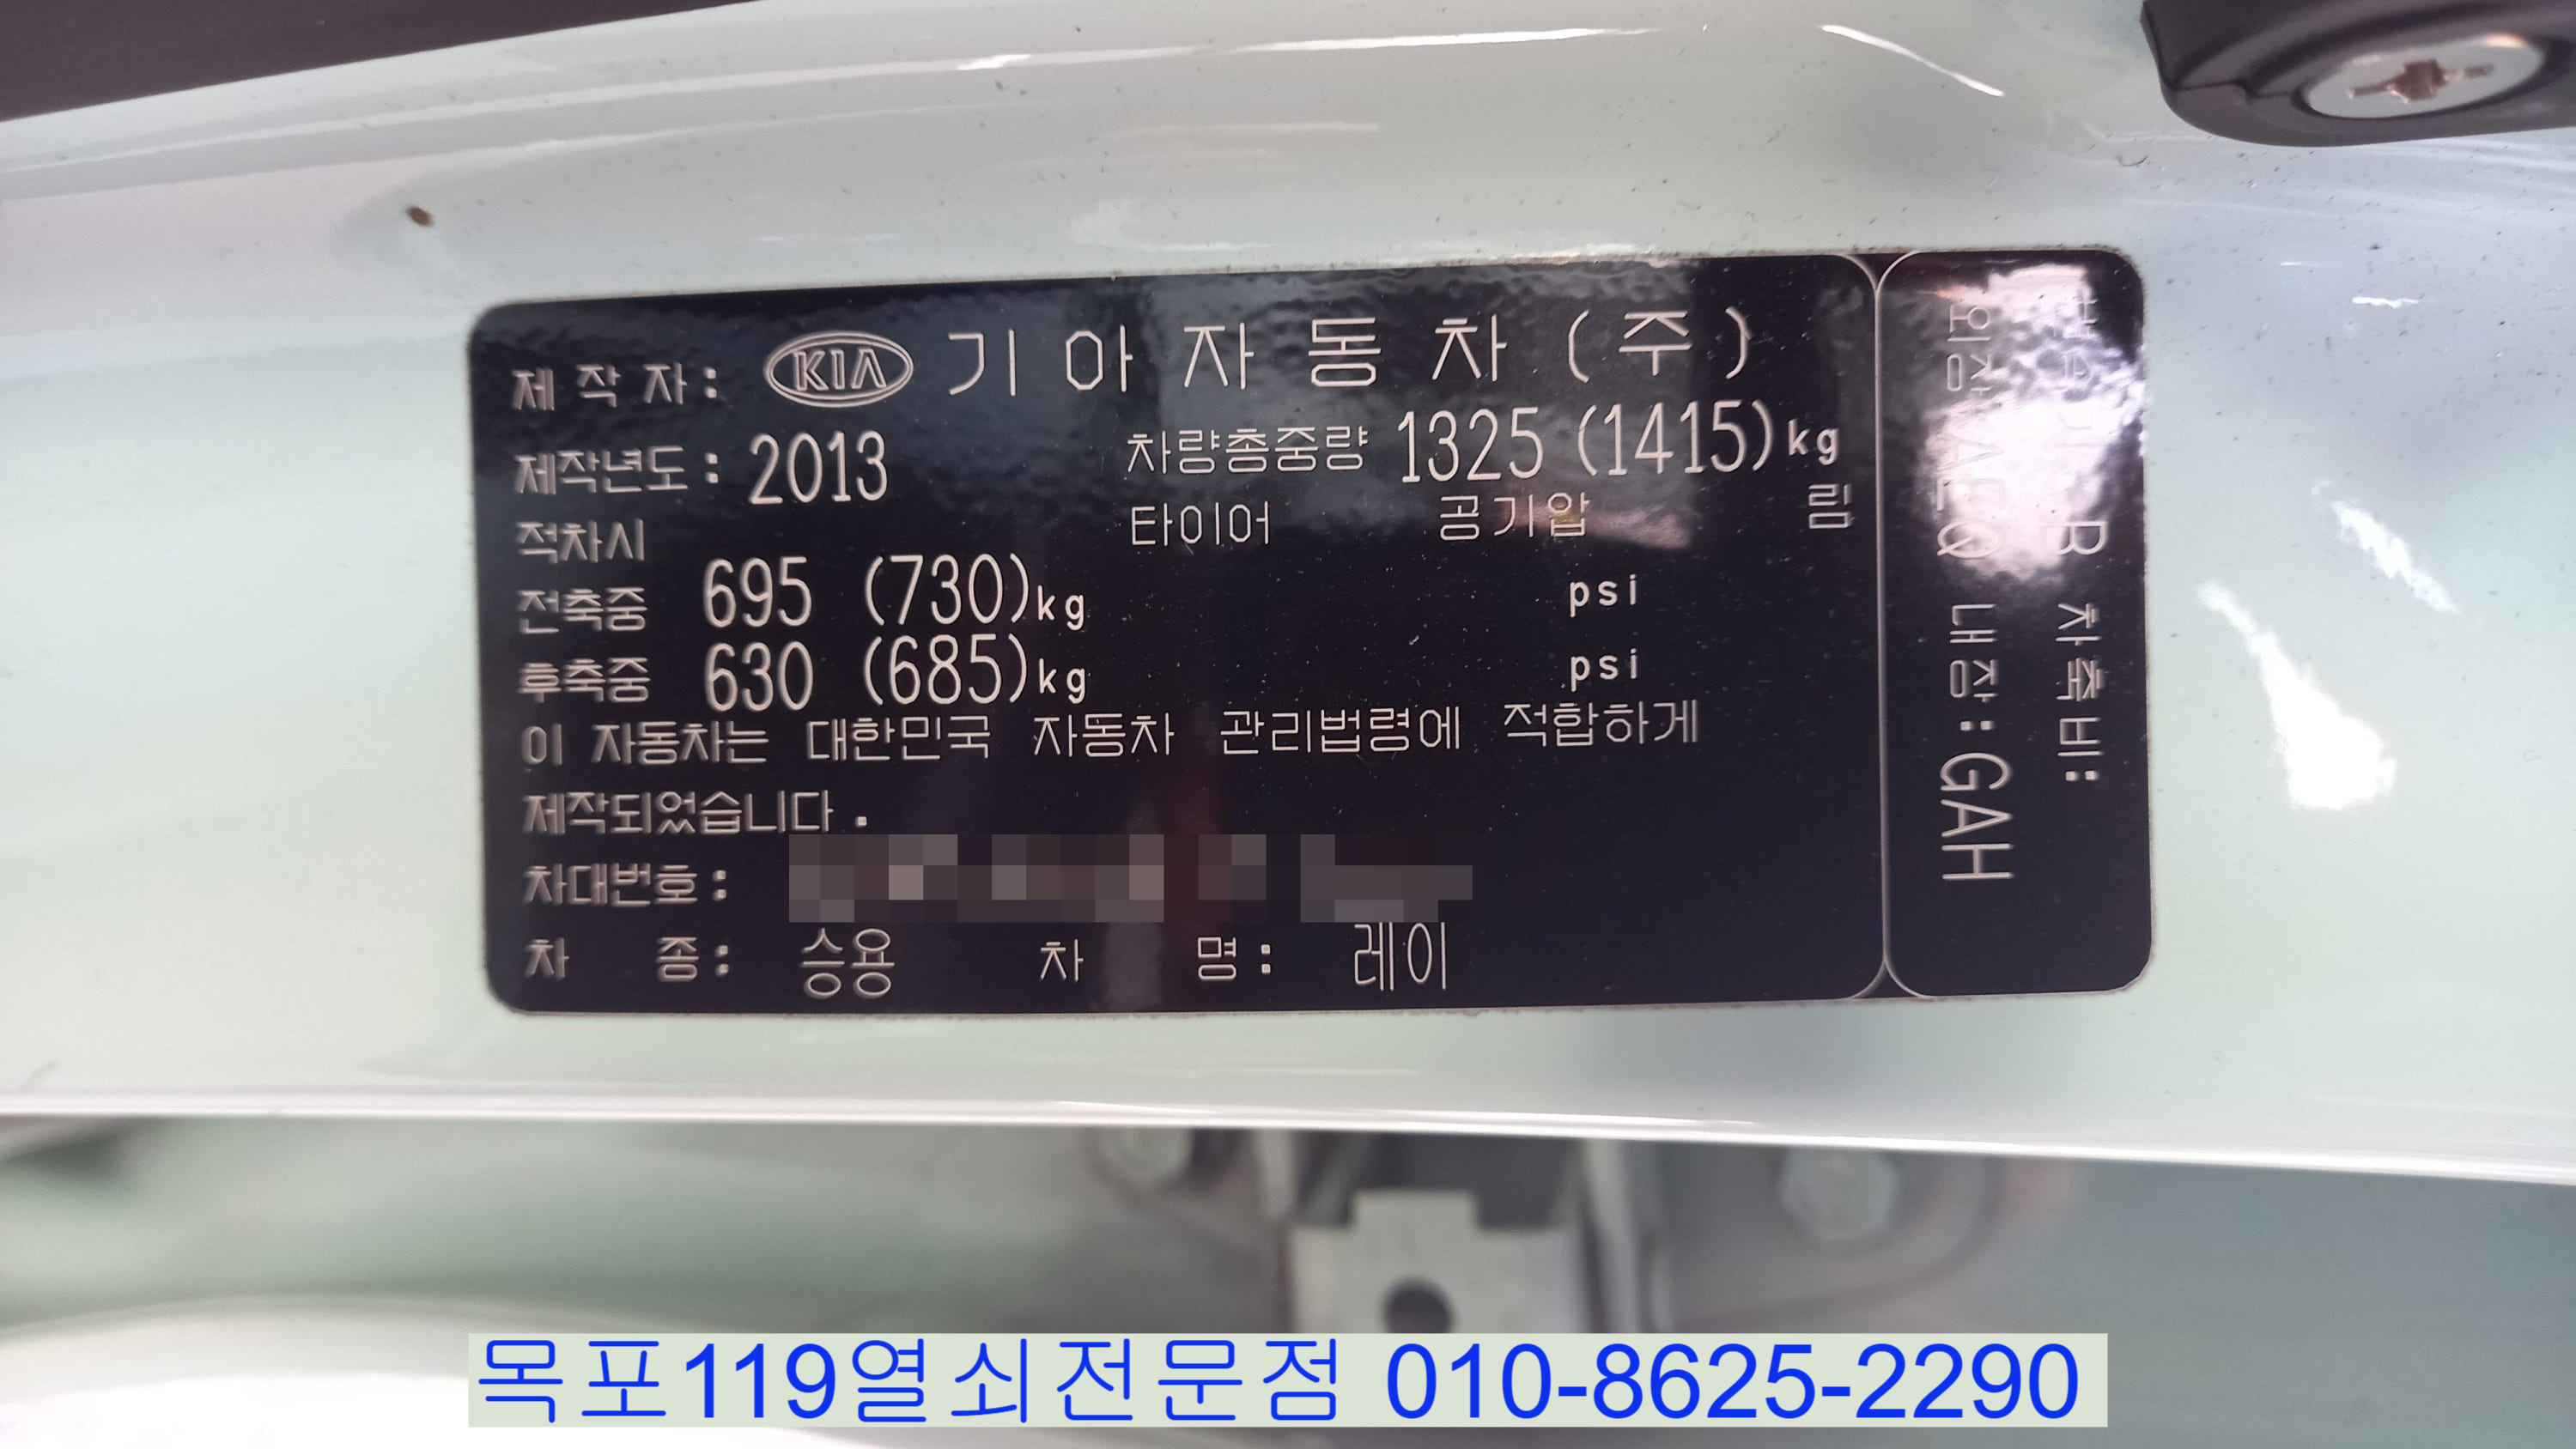 제 작 자 : KIA 기 아 자 동 차 ( 주 )
제작년도 : 2013 차량총중량 1325 (1415)kg
적차시 타이어 공기압 림
전축중 695 (730)kg psi
후축중 630 (685)kg psi
이 자동차는 대한민국 자동차 관리법령에 적합하게
제작되었습니다 .
차대번호 :
차 종 : 승용 차 명 : 레이
B 차축비:
외장 AEQ 내장:GAH
목포119열쇠전문점 010-8625-2290